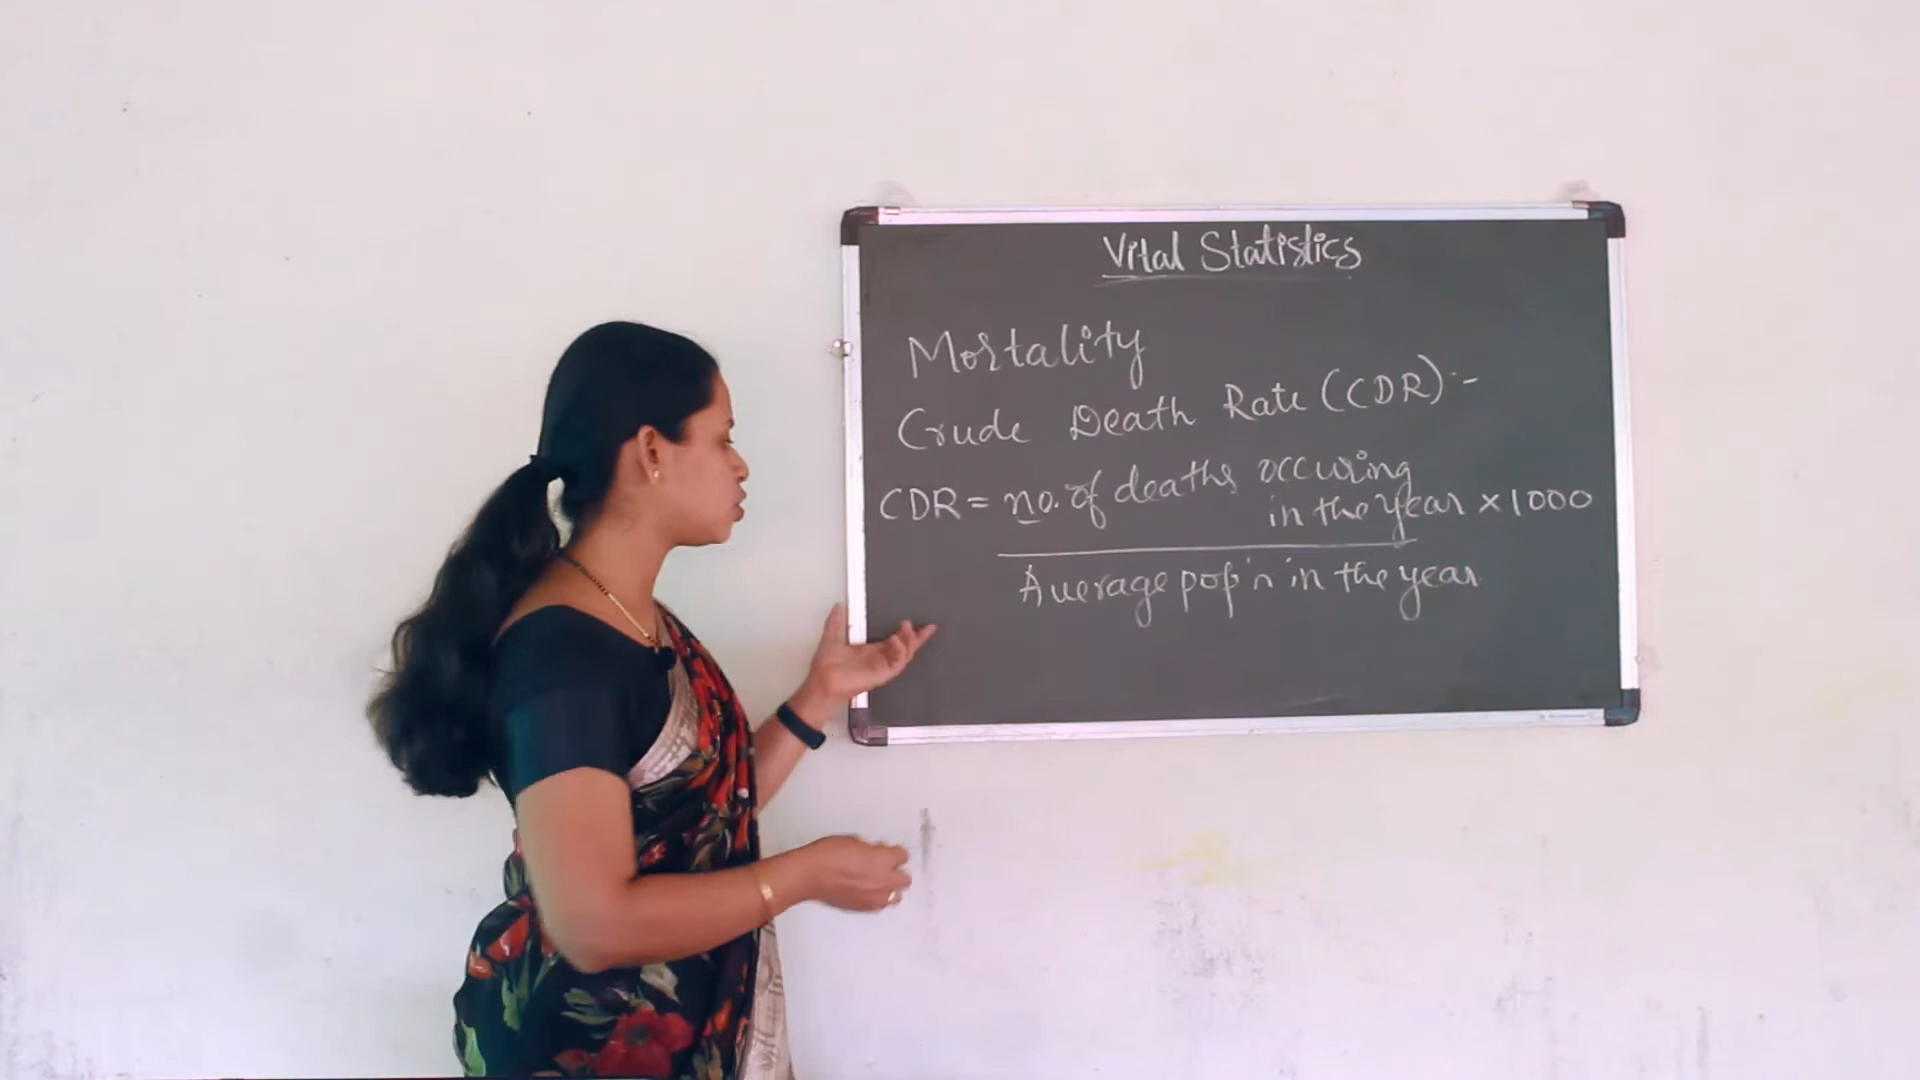 Vital Statistics
Mortality
Crude Death Rate (CDR):-
CDR = no. of deaths occuring
in the year × 1000
Average pop'n in the year